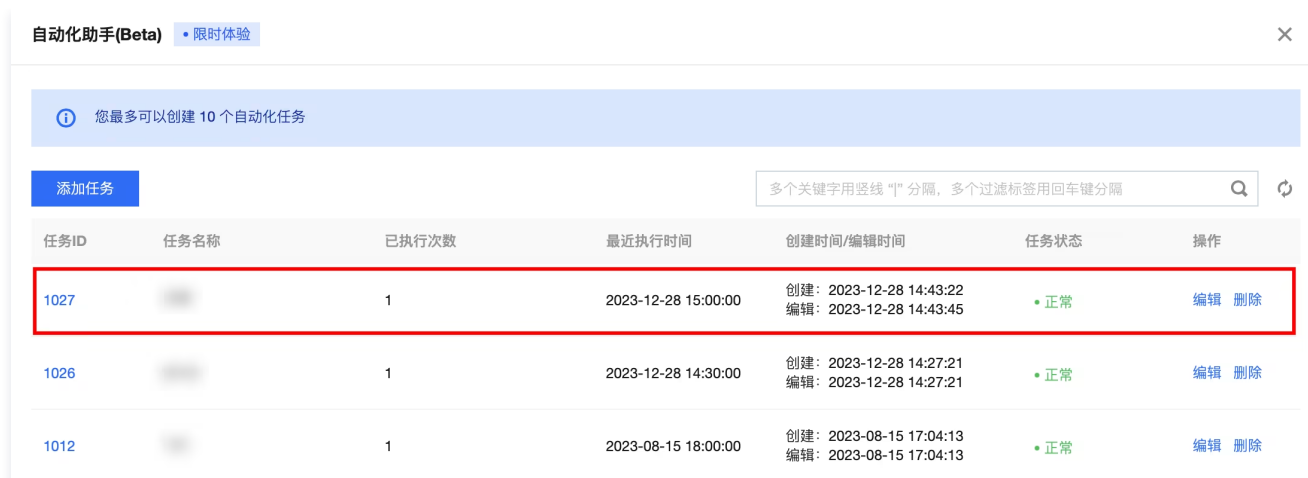 自动化助手(Beta) • 限时体验
您最多可以创建 10 个自动化任务
添加任务 多个关键字用竖线 “|” 分隔，多个过滤标签用回车键分隔
任务ID 任务名称 已执行次数 最近执行时间 创建时间/编辑时间 任务状态 操作
创建：2023-12-28 14:43:22
1027 1 2023-12-28 15:00:00 • 正常 编辑 删除
编辑：2023-12-28 14:43:45
创建：2023-12-28 14:27:21
1026 1 2023-12-28 14:30:00 • 正常 编辑 删除
编辑：2023-12-28 14:27:21
创建：2023-08-15 17:04:13
1012 1 2023-08-15 18:00:00 • 正常 编辑 删除
编辑：2023-08-15 17:04:13